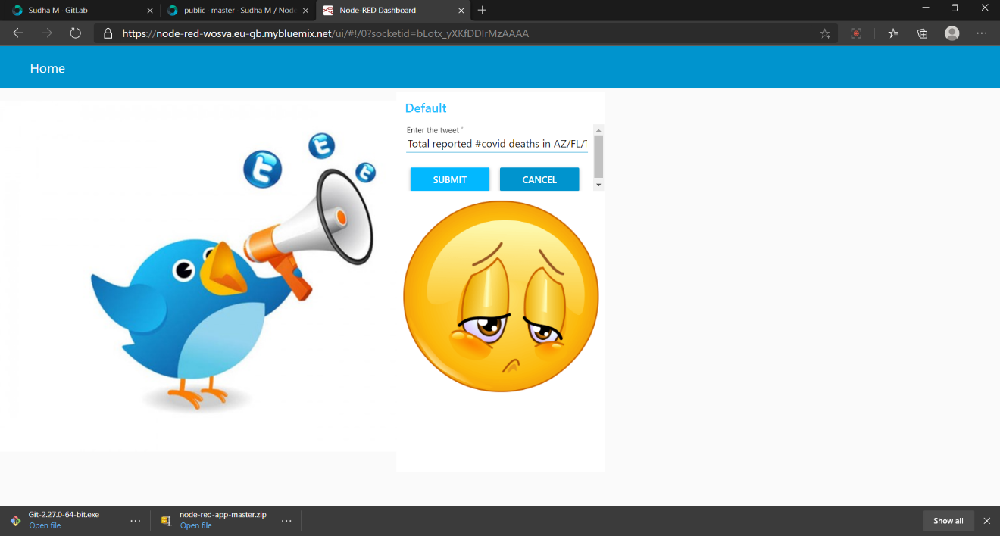 Sudha M · GitLab
public · master · Sudha M / Node
Node-RED Dashboard
https://node-red-wosva.eu-gb.mybluemix.net/ui/#!/0?socketid=bLotx_yXKfDDIrMzAAAA
Home
Default
Enter the tweet *
Total reported #covid deaths in AZ/FL/
SUBMIT
CANCEL
Git-2.27.0-64-bit.exe
Open file
node-red-app-master.zip
Open file
Show all